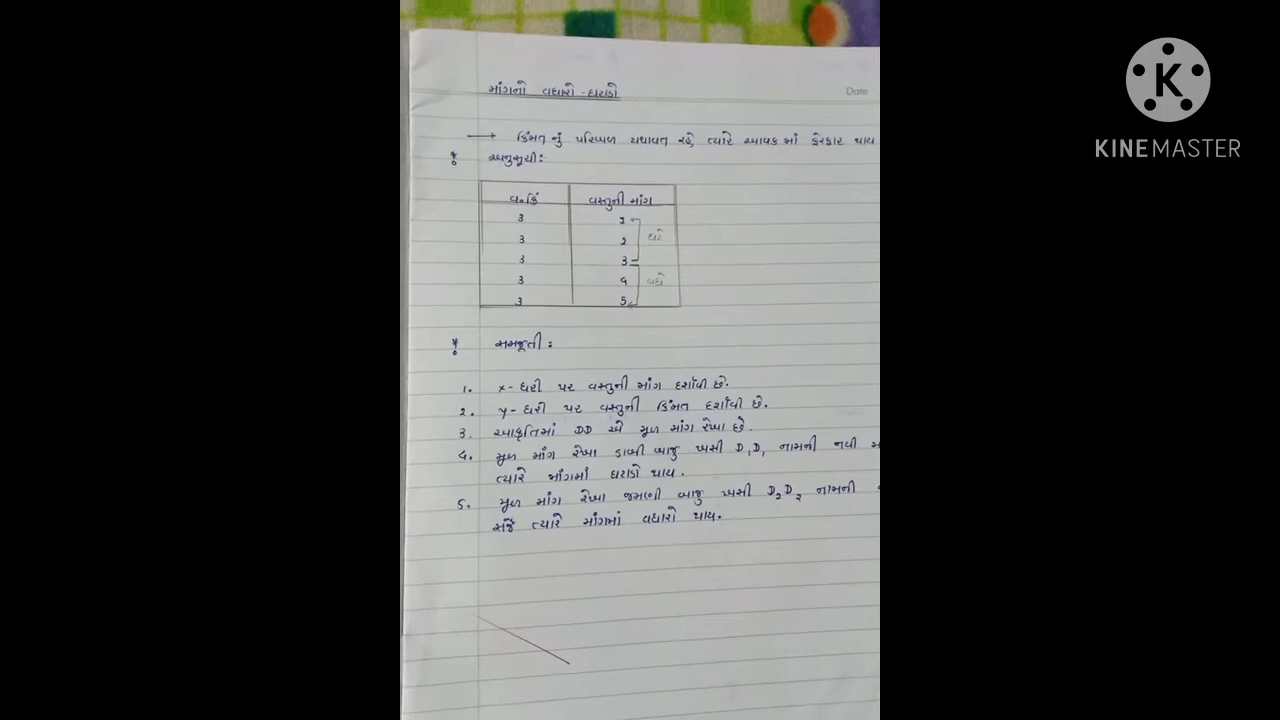 માંગનો વધારો - ઘટાડો
Date
→ કિંમત નું પરિબળ યથાવત રહે ત્યારે આવક માં ફેરફાર થાય
* અનુસૂચી :
વ.કિં વસ્તુની માંગ
3 1
3 2 ઘટે
3 3
3 4 વધે
3 5
* સમજૂતી :
1. x- ધરી પર વસ્તુની માંગ દર્શાવી છે.
2. y- ધરી પર વસ્તુની કિંમત દર્શાવી છે.
3. આકૃતિમાં DD એ મૂળ માંગ રેખા છે.
4. મૂળ માંગ રેખા ડાબી બાજુ ખસી D₁D₁ નામની નવી
ત્યારે માંગમાં ઘટાડો થાય.
5. મૂળ માંગ રેખા જમણી બાજુ ખસી D₂D₂ નામની
સર્જે ત્યારે માંગમાં વધારો થાય.
K
KINEMASTER